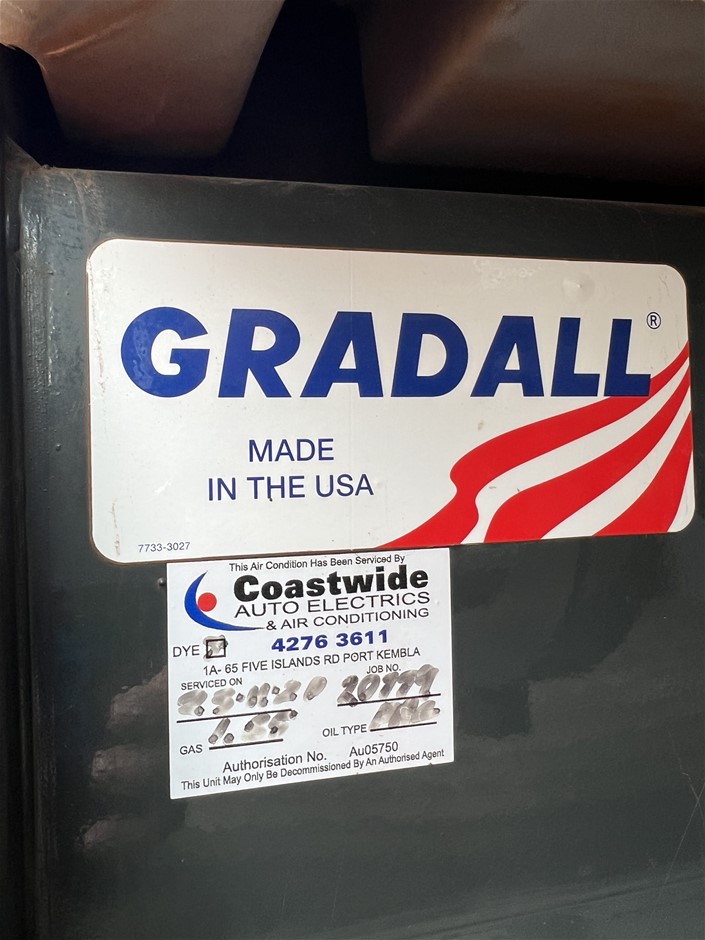 GRADALL®
MADE
IN THE USA
7733-3027
This Air Condition Has Been Serviced By
Coastwide
AUTO ELECTRICS
& AIR CONDITIONING
DYE 4276 3611
1A- 65 FIVE ISLANDS RD PORT KEMBLA
SERVICED ON JOB NO.
GAS OIL TYPE
Authorisation No. Au05750
This Unit May Only Be Decommissioned By An Authorised Agent